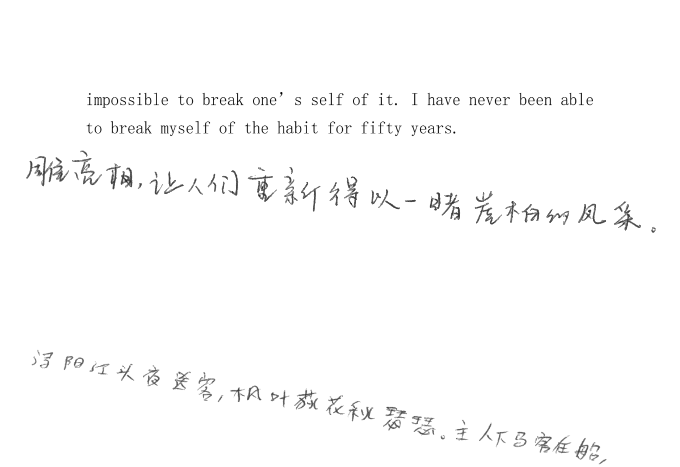 impossible to break one's self of it. I have never been able
to break myself of the habit for fifty years.
雕亮相,让人们重新得以一睹崖柏的风采。
浔阳江头夜送客,枫叶荻花秋瑟瑟。主人下马客在船,